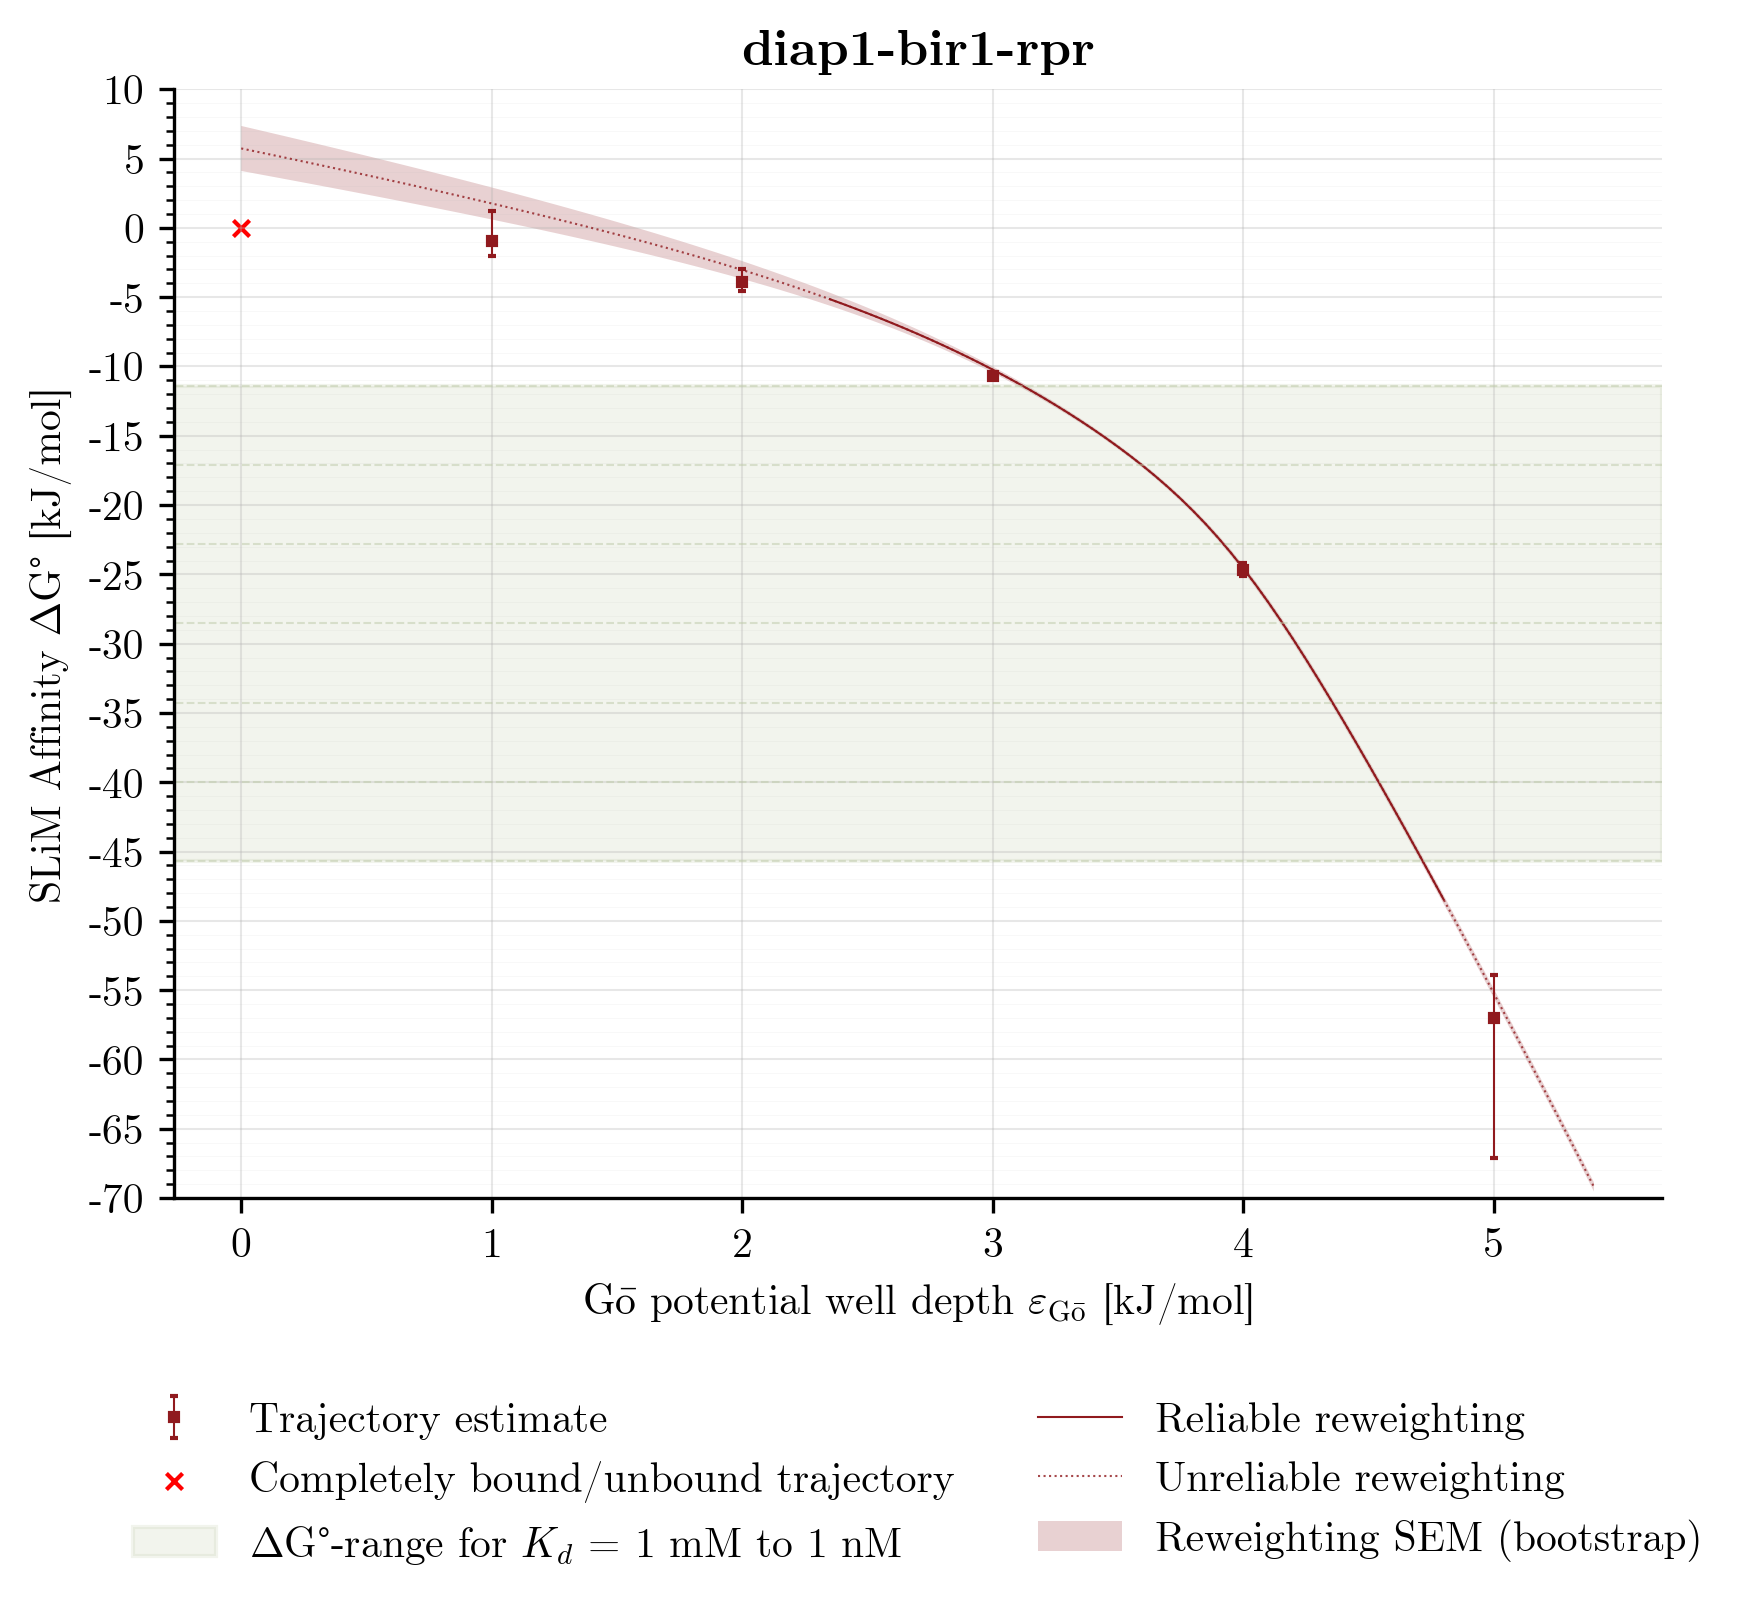 diap1-bir1-rpr
10
5
0
-5
-10
-15
-20
-25
-30
-35
-40
-45
-50
-55
-60
-65
-70
SLiM Affinity ΔG° [kJ/mol]
0 1 2 3 4 5
Gō potential well depth ε_Gō [kJ/mol]
Trajectory estimate
Completely bound/unbound trajectory
ΔG°-range for K_d = 1 mM to 1 nM
Reliable reweighting
Unreliable reweighting
Reweighting SEM (bootstrap)